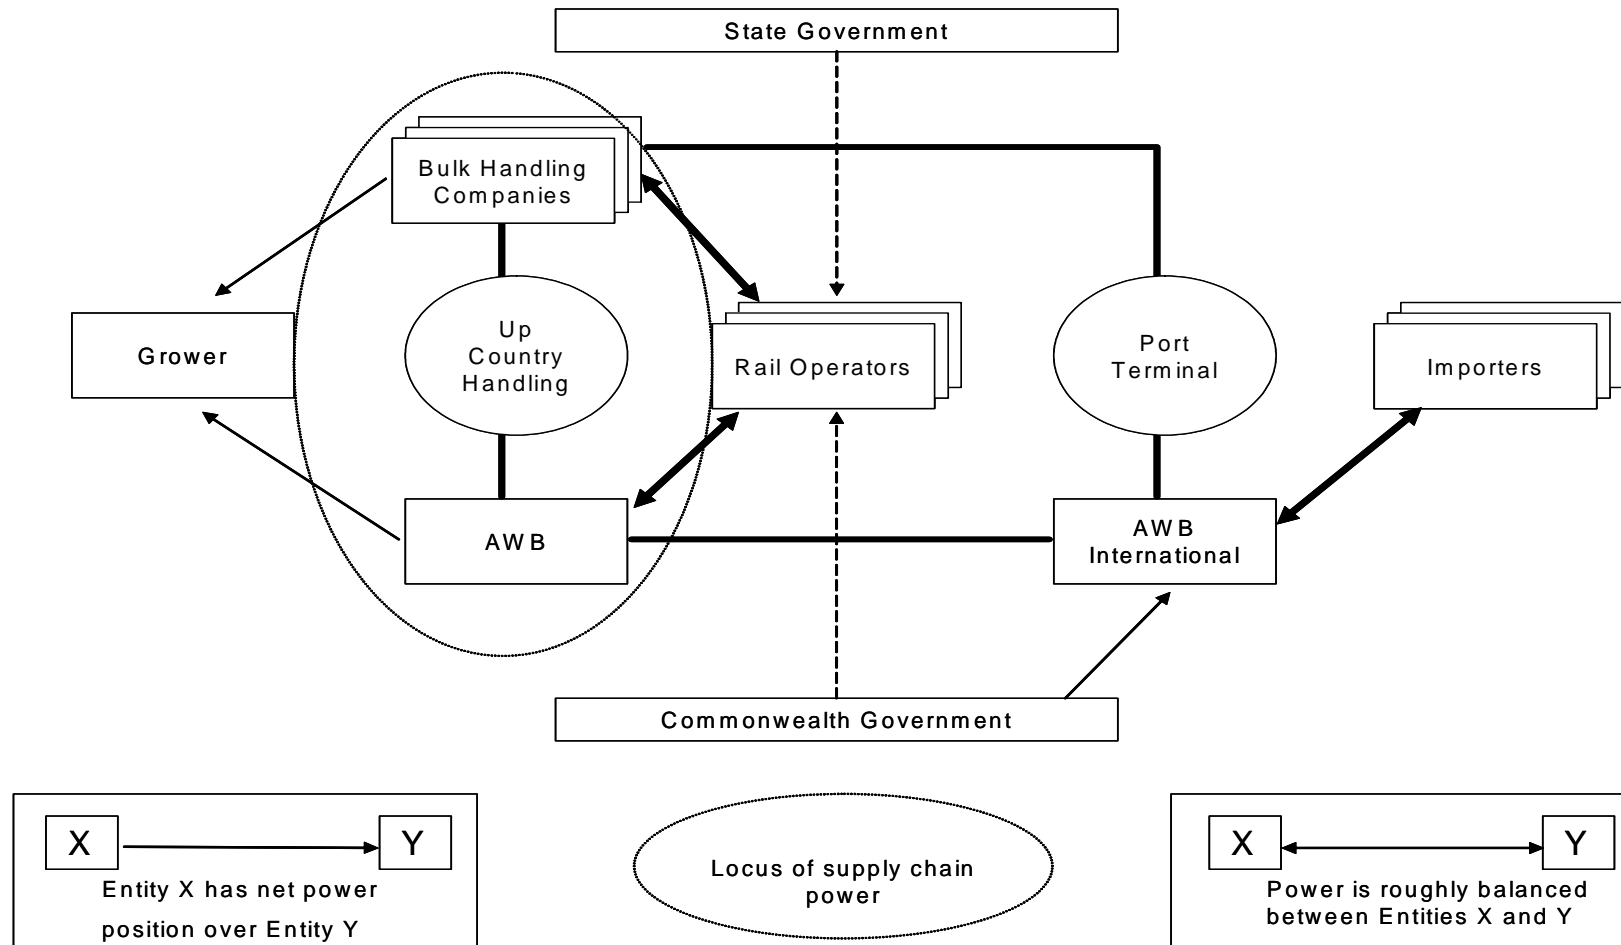 State Government
Bulk Handling
Companies
Up
Country
Handling
Grower
Rail Operators
Port
Terminal
Importers
AWB
AWB
International
Commonwealth Government
X
Y
Entity X has net power
position over Entity Y
Locus of supply chain
power
X
Y
Power is roughly balanced
between Entities X and Y